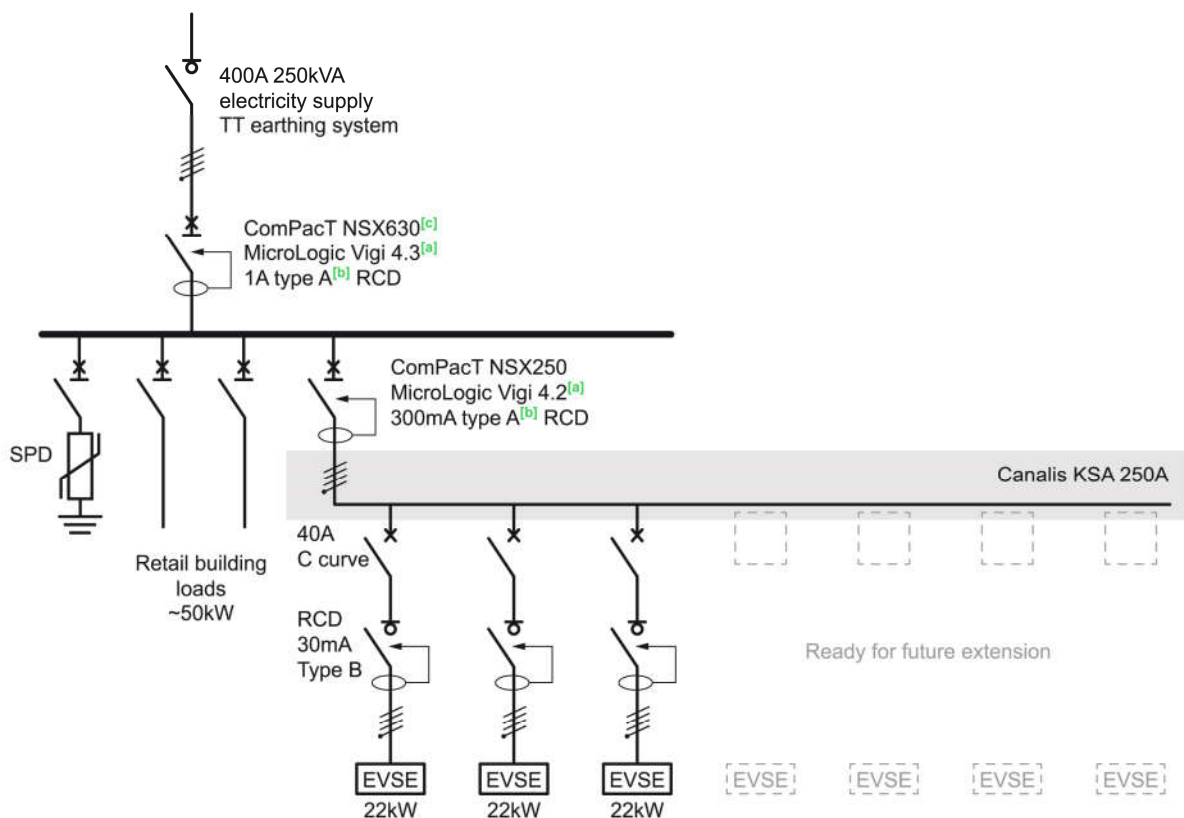 400A 250kVA
electricity supply
TT earthing system
ComPacT NSX630[c]
MicroLogic Vigi 4.3[a]
1A type A[b] RCD
ComPacT NSX250
MicroLogic Vigi 4.2[a]
300mA type A[b] RCD
SPD
Canalis KSA 250A
Retail building
loads
~50kW
40A
C curve
RCD
30mA
Type B
Ready for future extension
EVSE
EVSE
EVSE
EVSE
EVSE
EVSE
EVSE
22kW
22kW
22kW